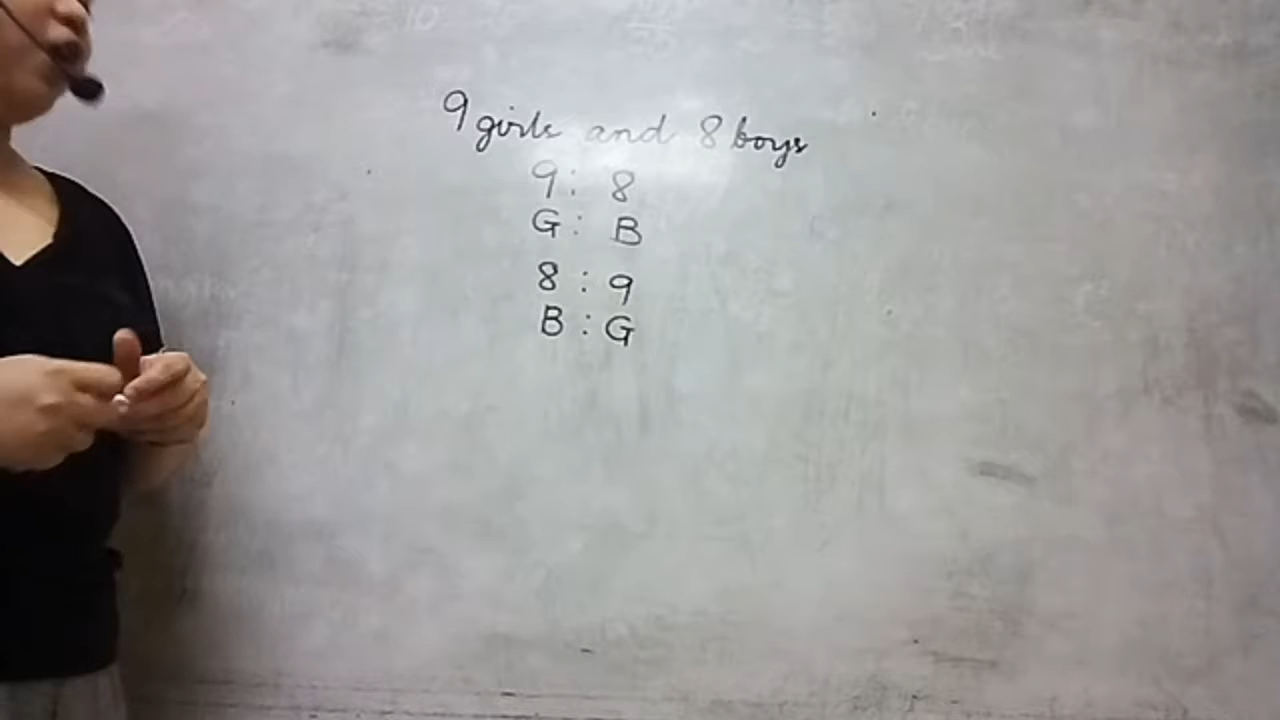 9 girls and 8 boys
9 : 8
G : B
8 : 9
B : G